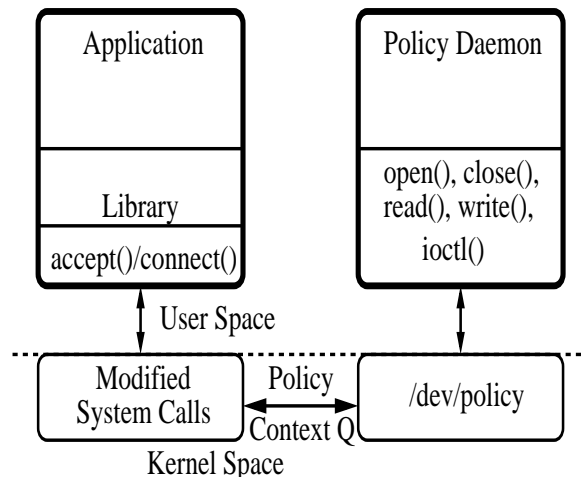 Application
Library
accept()/connect()
Policy Daemon
open(), close(),
read(), write(),
ioctl()
User Space
Modified
System Calls
Policy
Context Q
/dev/policy
Kernel Space